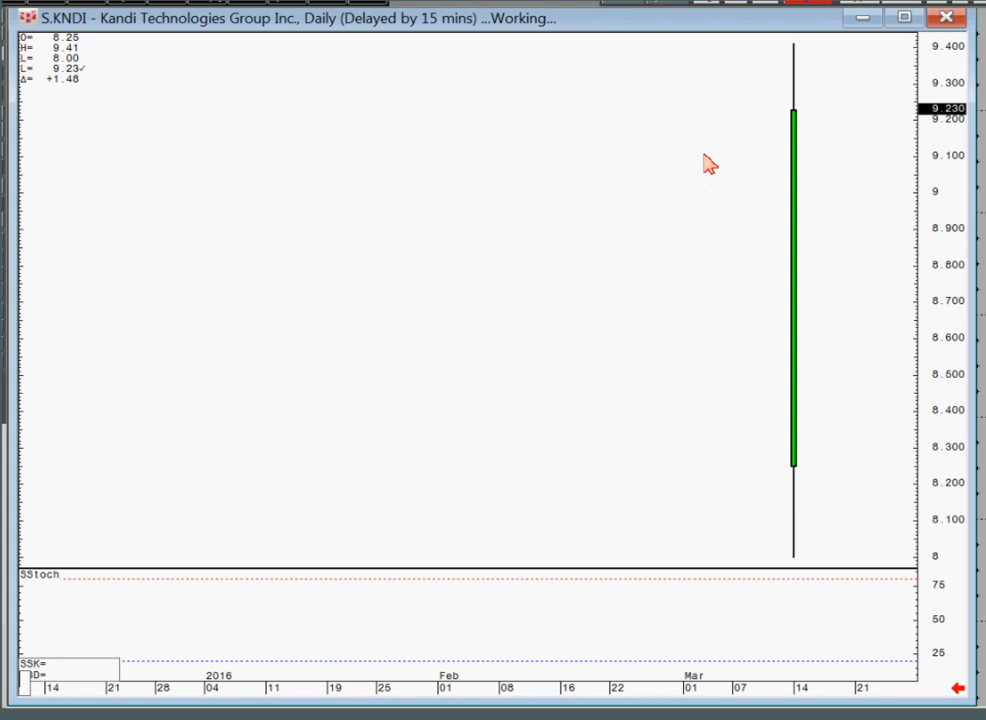 S.KNDI - Kandi Technologies Group Inc., Daily (Delayed by 15 mins) ...Working...
O= 8.25
H= 9.41
L= 8.00
L= 9.23✓
Δ= +1.48
9.400
9.300
9.230
9.200
9.100
9
8.900
8.800
8.700
8.600
8.500
8.400
8.300
8.200
8.100
8
SStoch
75
50
25
SSK=
D=
2016 Feb Mar
14 21 28 04 11 19 25 01 08 16 22 01 07 14 21